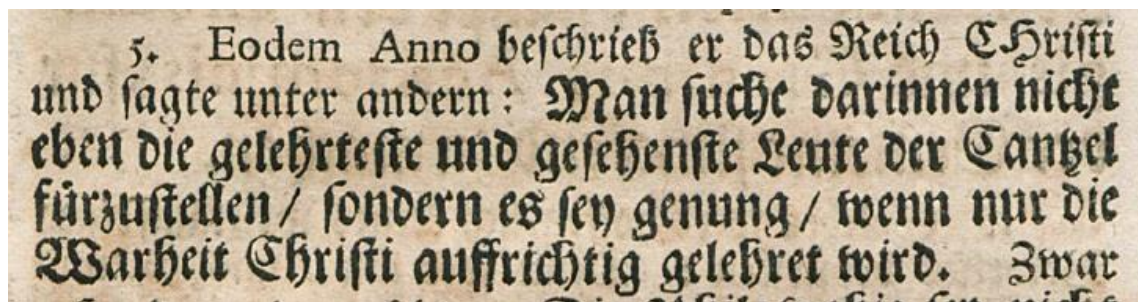 5. Eodem Anno beſchrieb er das Reich CHriſti
und ſagte unter andern: Man ſuche darinnen nicht
eben die gelehrteſte und geſehenſte Leute der Cantzel
fürzuſtellen / ſondern es ſey genung / wenn nur die
Warheit Chriſti auffrichtig gelehret wird. Zwar